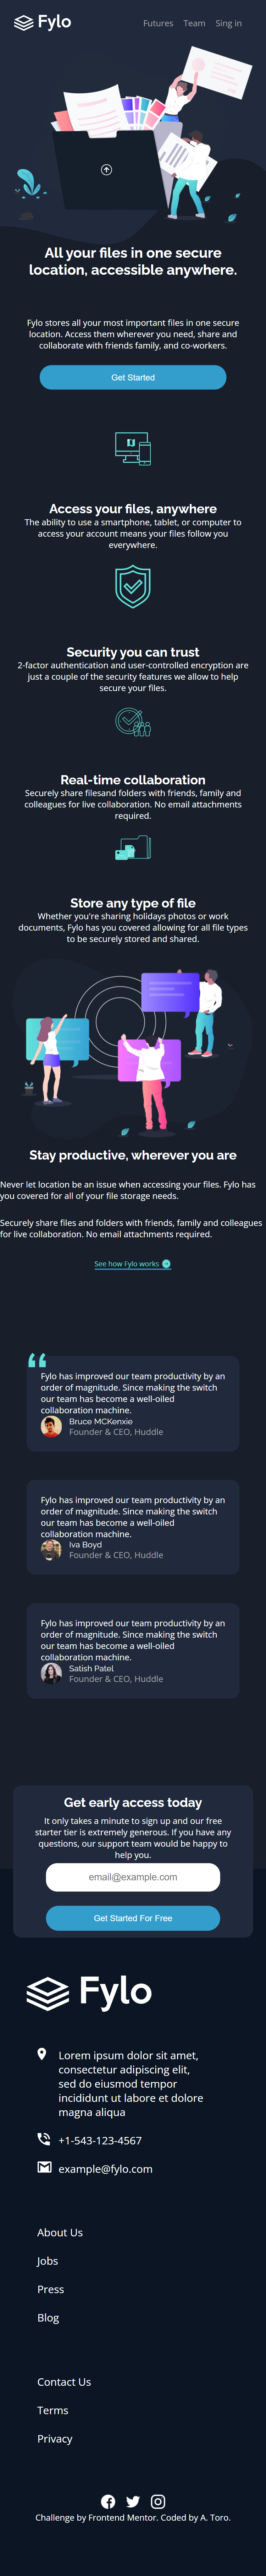 Fylo
Futures Team Sing in
All your files in one secure
location, accessible anywhere.
Fylo stores all your most important files in one secure
location. Access them wherever you need, share and
collaborate with friends family, and co-workers.
Get Started
Access your files, anywhere
The ability to use a smartphone, tablet, or computer to
access your account means your files follow you
everywhere.
Security you can trust
2-factor authentication and user-controlled encryption are
just a couple of the security features we allow to help
secure your files.
Real-time collaboration
Securely share filesand folders with friends, family and
colleagues for live collaboration. No email attachments
required.
Store any type of file
Whether you're sharing holidays photos or work
documents, Fylo has you covered allowing for all file types
to be securely stored and shared.
Stay productive, wherever you are
Never let location be an issue when accessing your files. Fylo has
you covered for all of your file storage needs.
Securely share files and folders with friends, family and colleagues
for live collaboration. No email attachments required.
See how Fylo works
Fylo has improved our team productivity by an
order of magnitude. Since making the switch
our team has become a well-oiled
collaboration machine.
Bruce MCKenxie
Founder & CEO, Huddle
Fylo has improved our team productivity by an
order of magnitude. Since making the switch
our team has become a well-oiled
collaboration machine.
Iva Boyd
Founder & CEO, Huddle
Fylo has improved our team productivity by an
order of magnitude. Since making the switch
our team has become a well-oiled
collaboration machine.
Satish Patel
Founder & CEO, Huddle
Get early access today
It only takes a minute to sign up and our free
starter tier is extremely generous. If you have any
questions, our support team would be happy to
help you.
email@example.com
Get Started For Free
Fylo
Lorem ipsum dolor sit amet,
consectetur adipiscing elit,
sed do eiusmod tempor
incididunt ut labore et dolore
magna aliqua
+1-543-123-4567
example@fylo.com
About Us
Jobs
Press
Blog
Contact Us
Terms
Privacy
Challenge by Frontend Mentor. Coded by A. Toro.